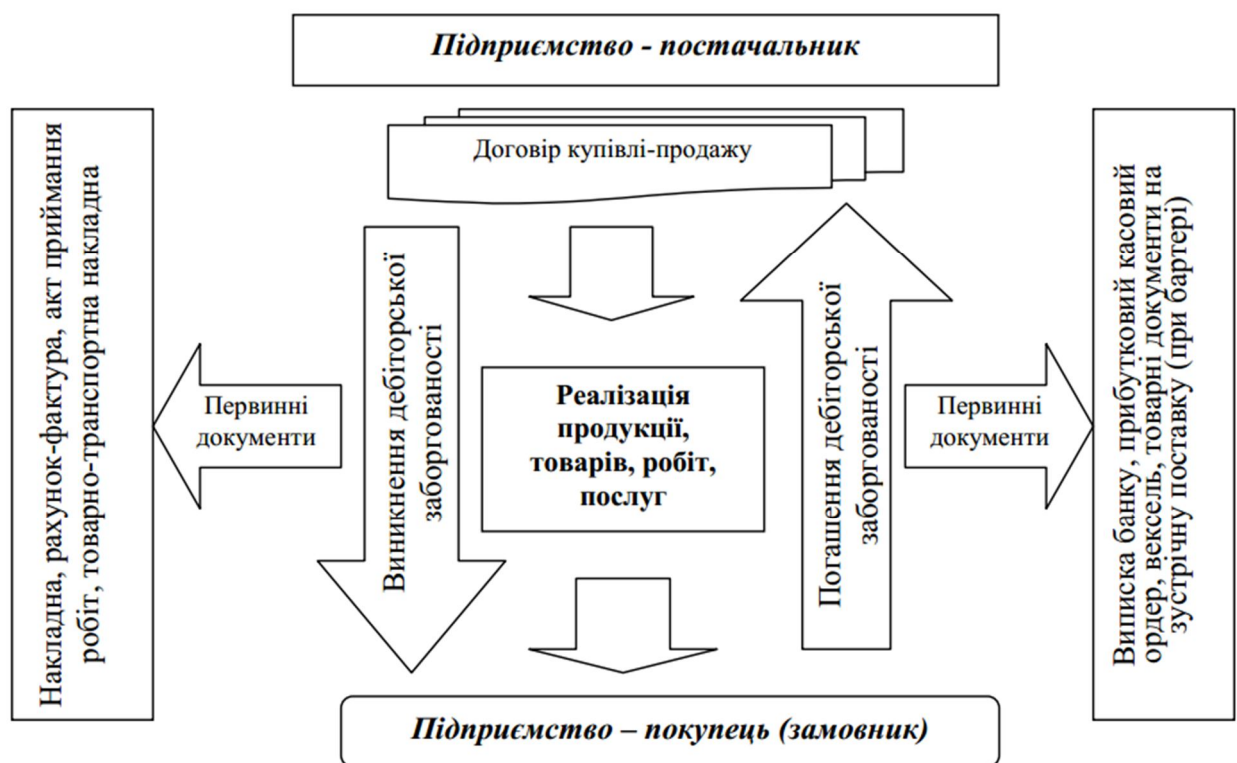 Підприємство - постачальник
Договір купівлі-продажу
Накладна, рахунок-фактура, акт приймання
робіт, товарно-транспортна накладна
Первинні
документи
Виникнення дебіторської
заборгованості
Реалізація
продукції,
товарів, робіт,
послуг
Погашення дебіторської
заборгованості
Первинні
документи
Виписка банку, прибутковий касовий
ордер, вексель, товарні документи на
зустрічну поставку (при бартері)
Підприємство – покупець (замовник)